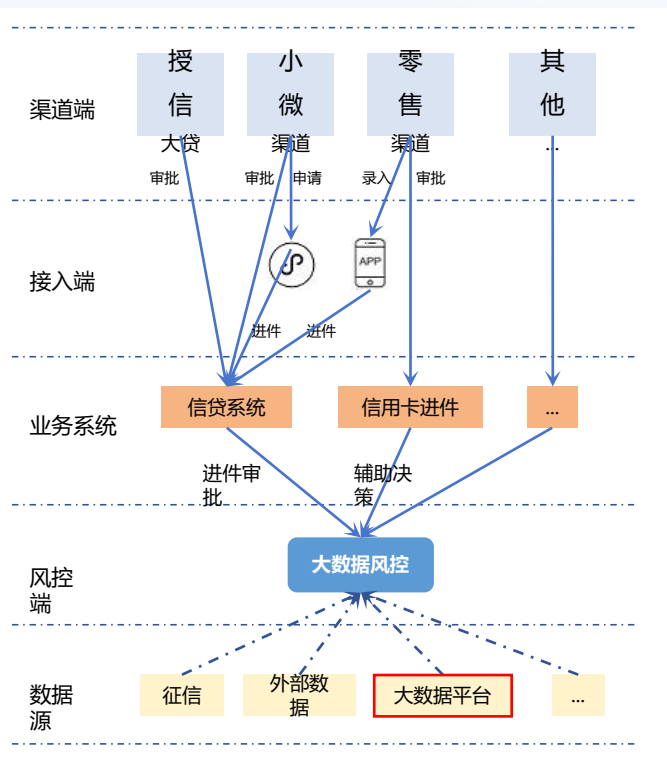 授 小 零 其
信 微 售 他
渠道端
大贷 渠道 渠道 ...
审批 审批 申请 录入 审批
APP
接入端
进件 进件
信贷系统 信用卡进件 ...
业务系统
进件审
批
辅助决
策
大数据风控
风控
端
征信
外部数
据
大数据平台
...
数据
源